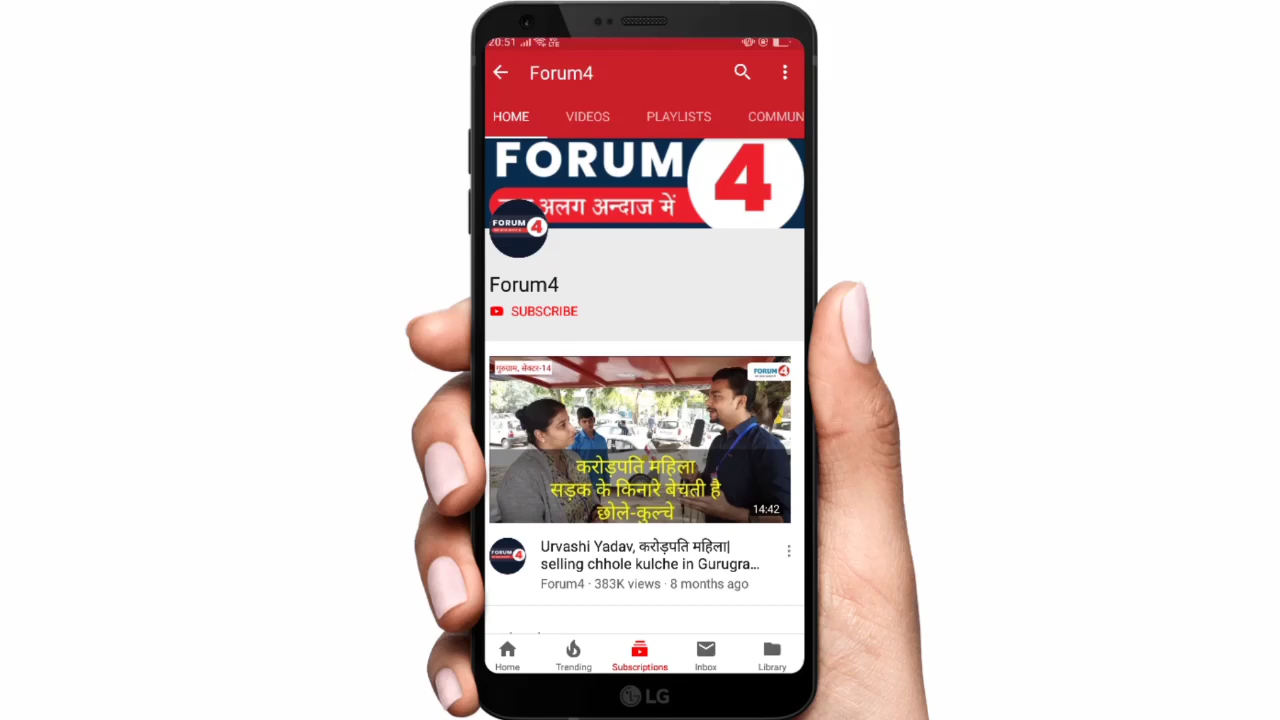 20:51
Forum4
HOME VIDEOS PLAYLISTS COMMUN
FORUM 4
अलग अन्दाज में
FORUM 4
Forum4
SUBSCRIBE
गुरुग्राम, सेक्टर-14
FORUM 4
करोड़पति महिला
सड़क के किनारे बेचती है
छोले-कुल्चे
14:42
FORUM 4
Urvashi Yadav, करोड़पति महिला|
selling chhole kulche in Gurugra...
Forum4 · 383K views · 8 months ago
Home Trending Subscriptions Inbox Library
LG